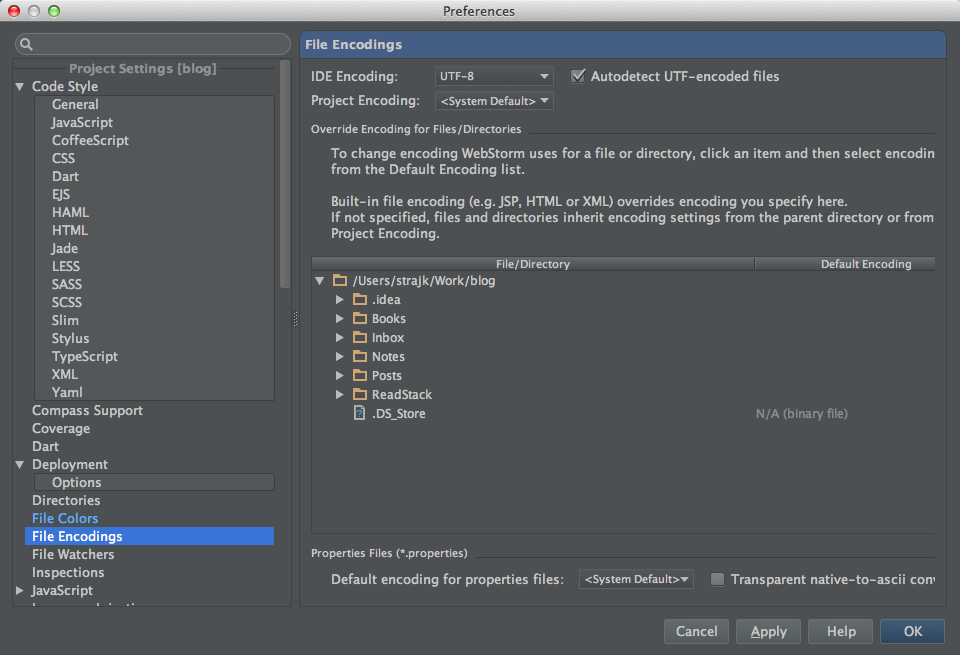 Preferences
Project Settings [blog]
Code Style
General
JavaScript
CoffeeScript
CSS
Dart
EJS
HAML
HTML
Jade
LESS
SASS
SCSS
Slim
Stylus
TypeScript
XML
Yaml
Compass Support
Coverage
Dart
Deployment
Options
Directories
File Colors
File Encodings
File Watchers
Inspections
JavaScript
File Encodings
IDE Encoding: UTF-8 Autodetect UTF-encoded files
Project Encoding: <System Default>
Override Encoding for Files/Directories
To change encoding WebStorm uses for a file or directory, click an item and then select encodin
from the Default Encoding list.
Built-in file encoding (e.g. JSP, HTML or XML) overrides encoding you specify here.
If not specified, files and directories inherit encoding settings from the parent directory or from
Project Encoding.
File/Directory Default Encoding
/Users/strajk/Work/blog
.idea
Books
Inbox
Notes
Posts
ReadStack
.DS_Store N/A (binary file)
Properties Files (*.properties)
Default encoding for properties files: <System Default> Transparent native-to-ascii conv
Cancel Apply Help OK